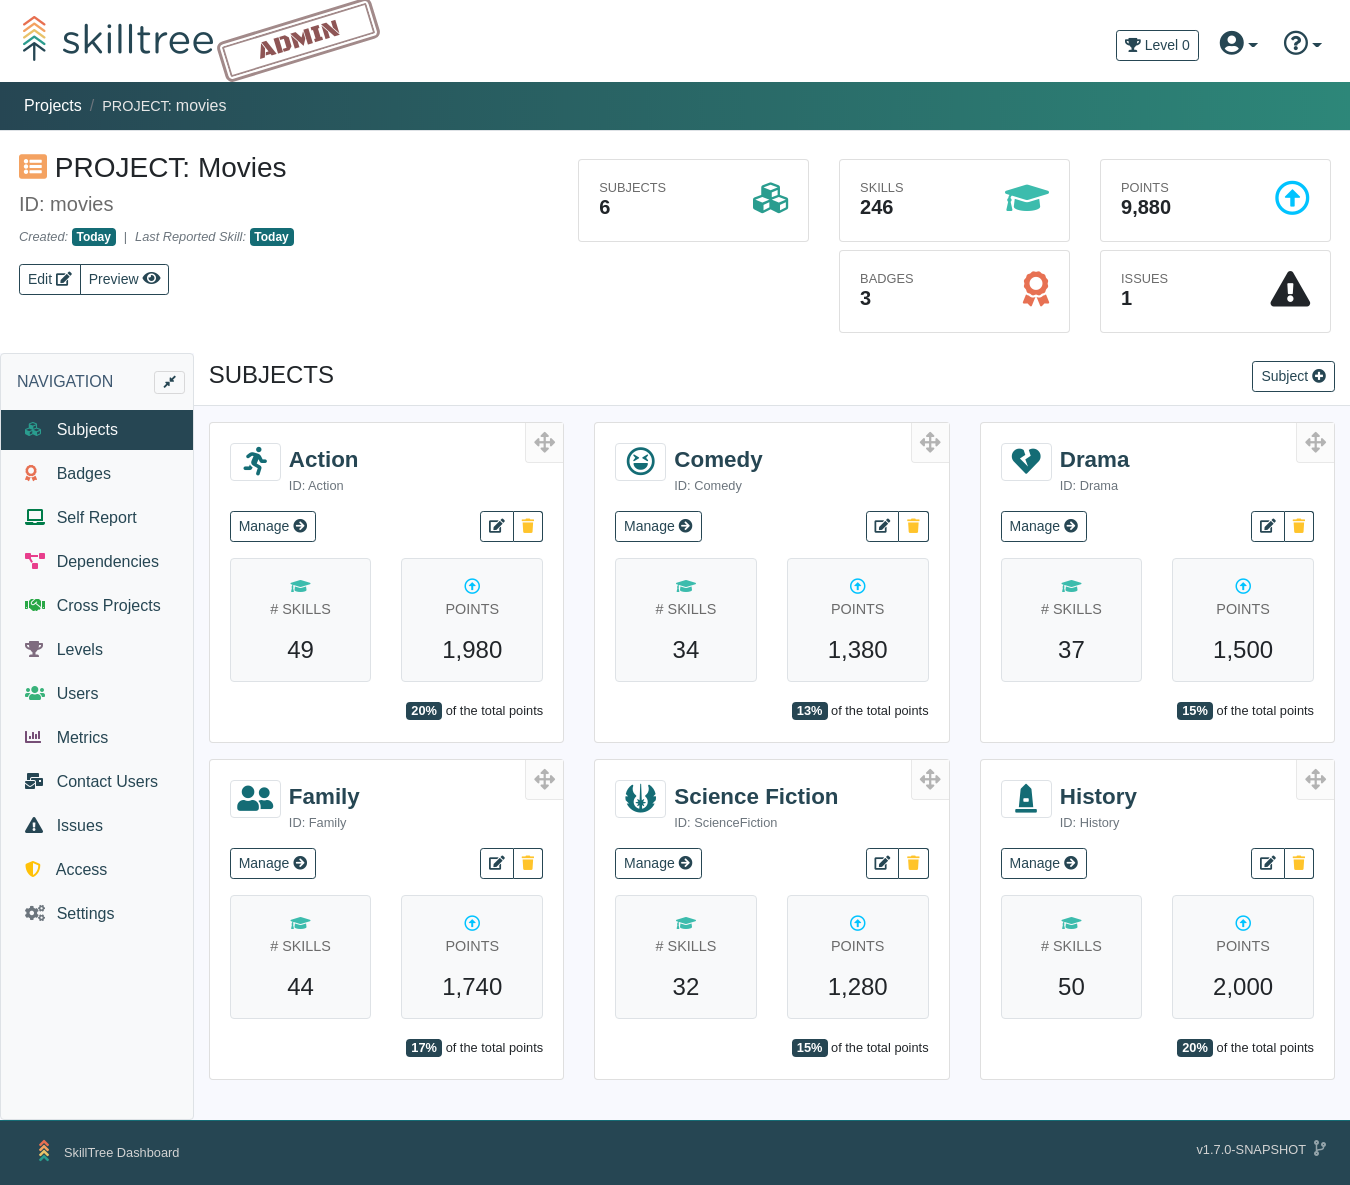 skilltree
ADMIN
Level 0
Projects / PROJECT: movies
PROJECT: Movies
ID: movies
Created: Today | Last Reported Skill: Today
Edit Preview
SUBJECTS
6
SKILLS
246
POINTS
9,880
BADGES
3
ISSUES
1
NAVIGATION
Subjects
Badges
Self Report
Dependencies
Cross Projects
Levels
Users
Metrics
Contact Users
Issues
Access
Settings
SUBJECTS
Subject
Action
ID: Action
Manage
# SKILLS
49
POINTS
1,980
20% of the total points
Comedy
ID: Comedy
Manage
# SKILLS
34
POINTS
1,380
13% of the total points
Drama
ID: Drama
Manage
# SKILLS
37
POINTS
1,500
15% of the total points
Family
ID: Family
Manage
# SKILLS
44
POINTS
1,740
17% of the total points
Science Fiction
ID: ScienceFiction
Manage
# SKILLS
32
POINTS
1,280
15% of the total points
History
ID: History
Manage
# SKILLS
50
POINTS
2,000
20% of the total points
SkillTree Dashboard
v1.7.0-SNAPSHOT